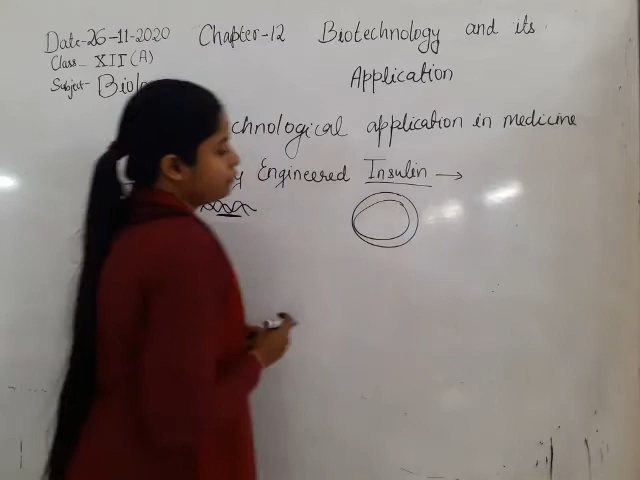 Date-26-11-2020 Chapter-12 Biotechnology and its
Class- XII (A)
Application
Subject-
chnological application in medicine
y Engineered Insulin →